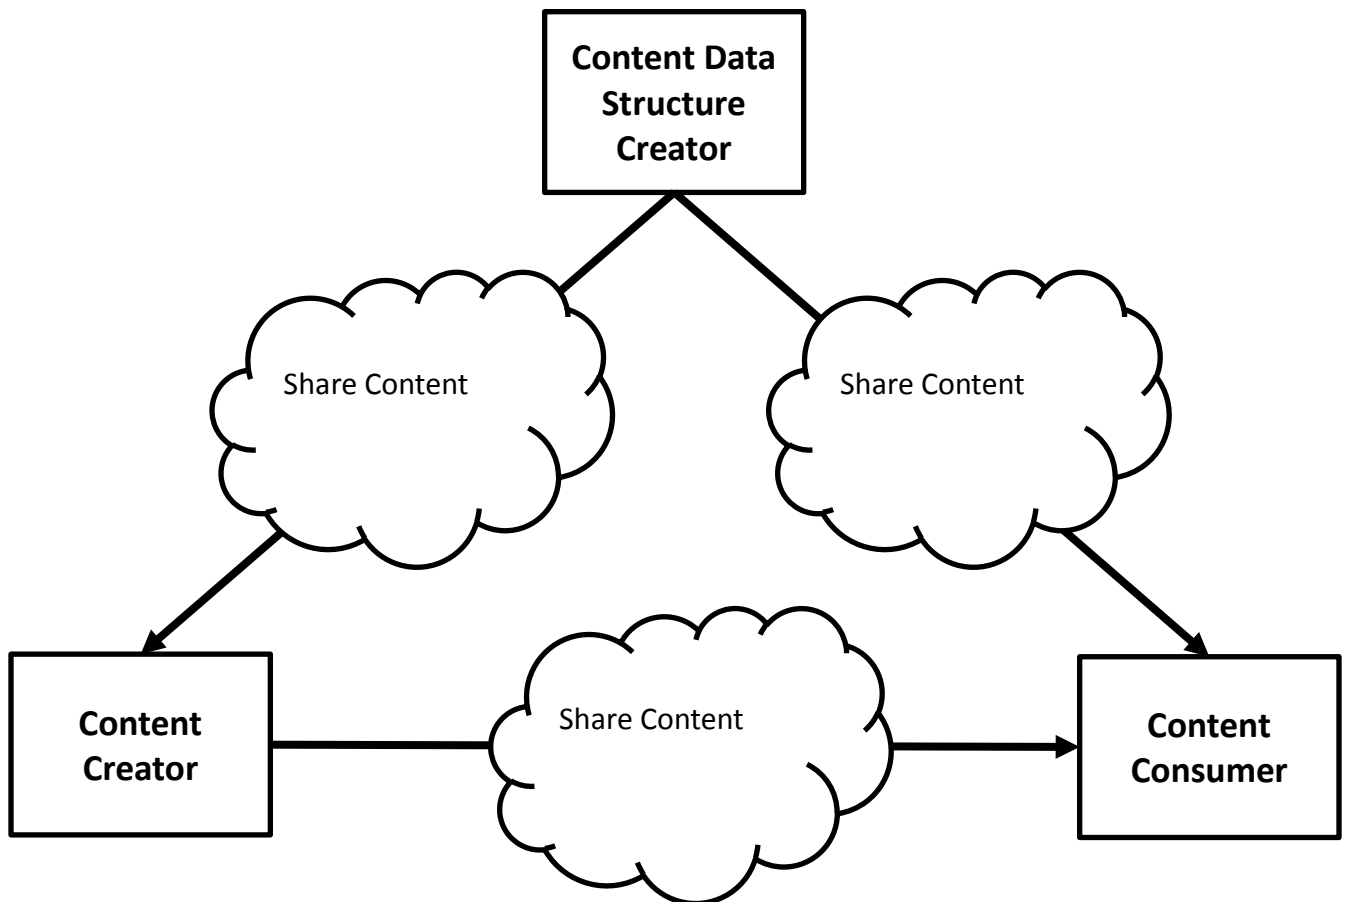 Content Data
Structure
Creator
Share Content
Share Content
Share Content
Content
Creator
Content
Consumer